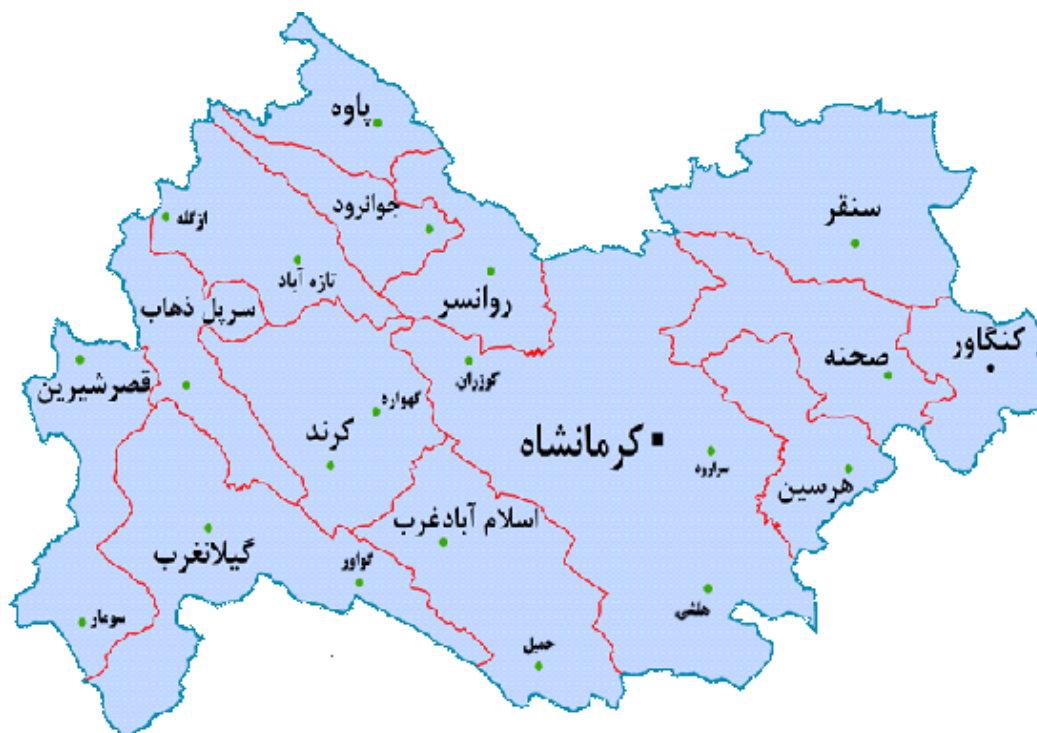 پاوه
سنقر
جوانرود
ازگله
تازه آباد
روانسر
سرپل ذهاب
کنگاور
صحنه
کوزران
قصرشیرین
گهواره
کرند
کرمانشاه
سرارود
هرسین
اسلام آبادغرب
گیلانغرب
گواور
هلشی
سومار
حمیل